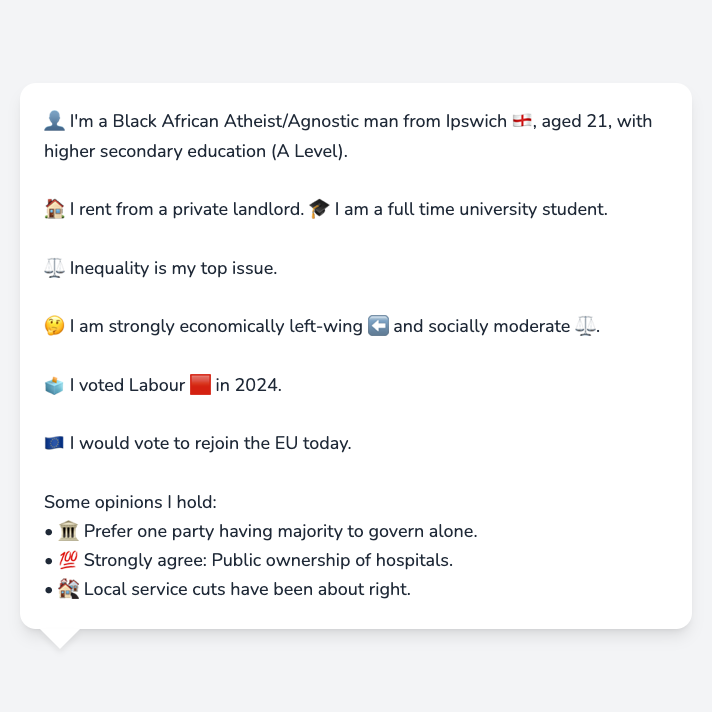 👤 I'm a Black African Atheist/Agnostic man from Ipswich 🏴󠁧󠁢󠁥󠁮󠁧󠁿, aged 21, with
higher secondary education (A Level).
🏠 I rent from a private landlord. 🎓 I am a full time university student.
⚖️ Inequality is my top issue.
🤔 I am strongly economically left-wing ⬅️ and socially moderate ⚖️.
🗳️ I voted Labour 🟥 in 2024.
🇪🇺 I would vote to rejoin the EU today.
Some opinions I hold:
• 🏛️ Prefer one party having majority to govern alone.
• 💯 Strongly agree: Public ownership of hospitals.
• 🏘️ Local service cuts have been about right.